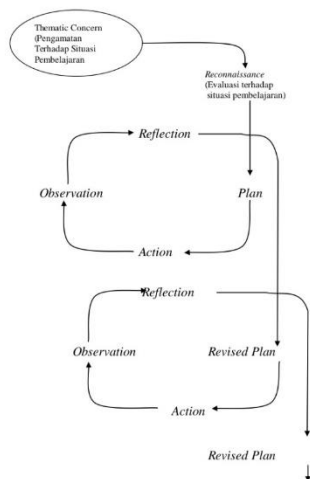 Thematic Concern
(Pengamatan
Terhadap Situasi
Pembelajaran
Reconnaissance
(Evaluasi terhadap
situasi pembelajaran)
Reflection
Observation
Plan
Action
Reflection
Observation
Revised Plan
Action
Revised Plan